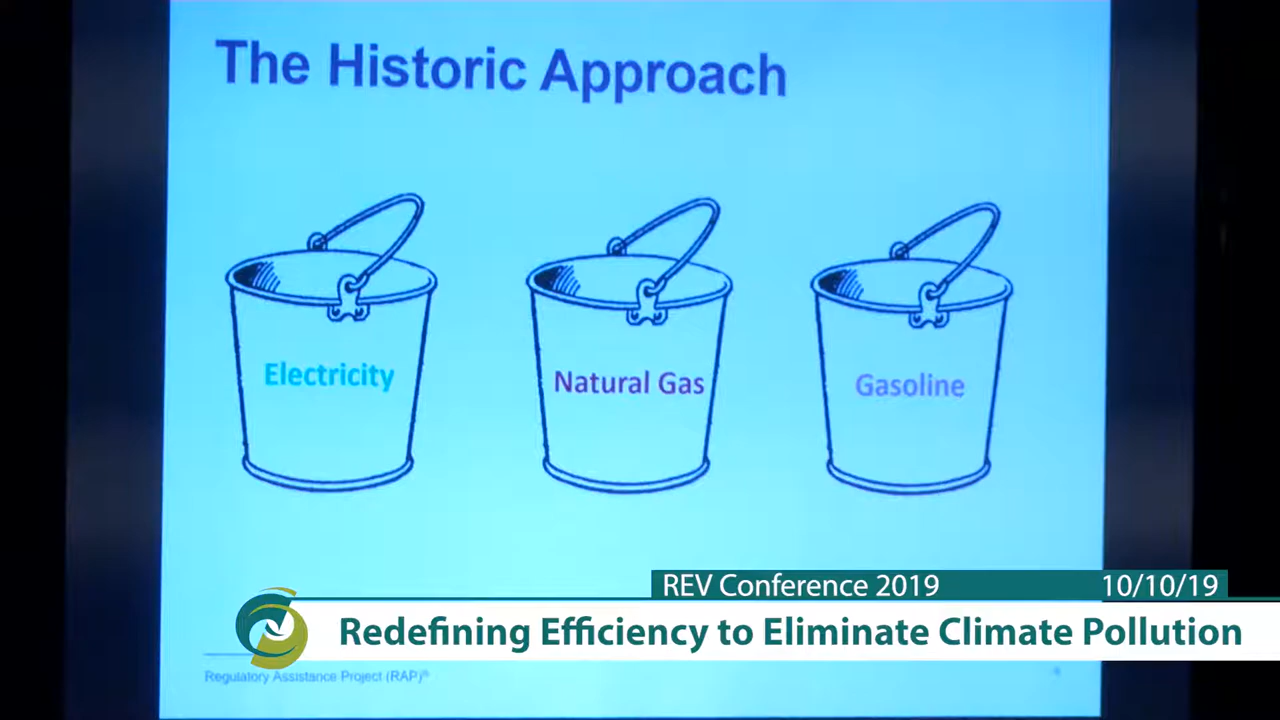 The Historic Approach
Electricity
Natural Gas
Gasoline
REV Conference 2019
10/10/19
Redefining Efficiency to Eliminate Climate Pollution
Regulatory Assistance Project (RAP)®